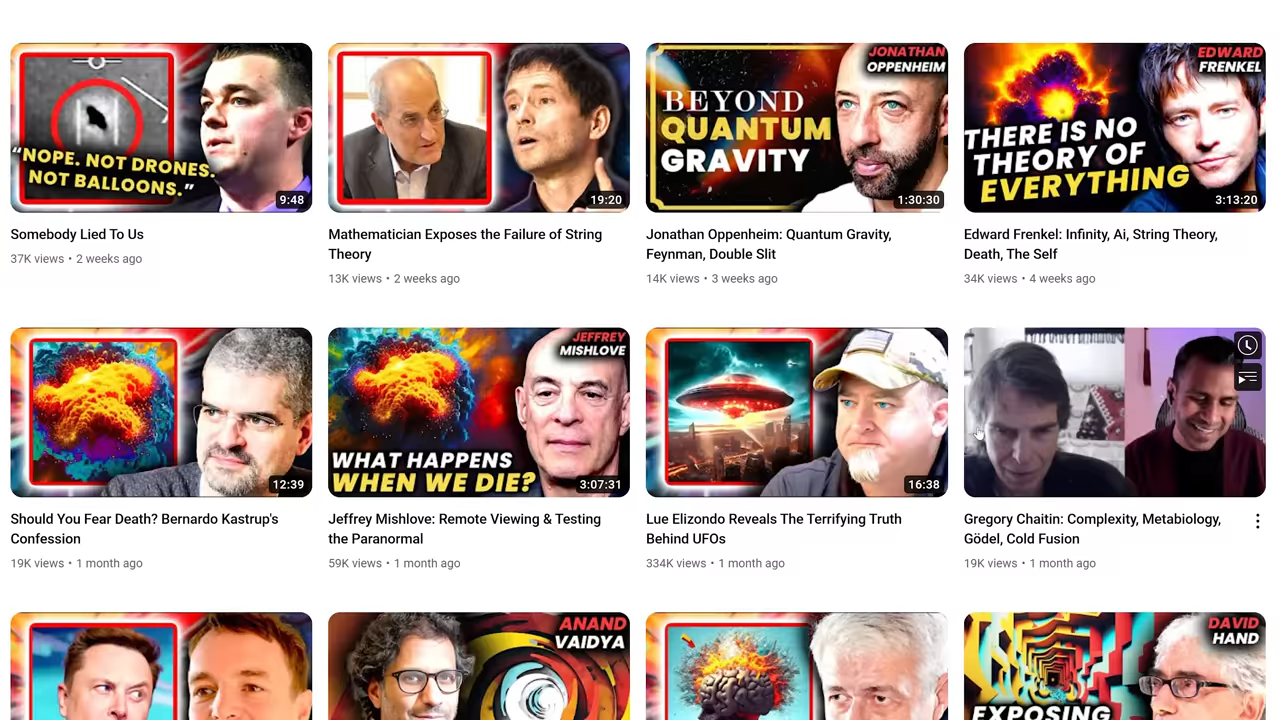 "NOPE. NOT DRONES.
NOT BALLOONS."
9:48
19:20
JONATHAN
OPPENHEIM
BEYOND
QUANTUM
GRAVITY
1:30:30
EDWARD
FRENKEL
THERE IS NO
THEORY OF
EVERYTHING
3:13:20
Somebody Lied To Us
37K views • 2 weeks ago
Mathematician Exposes the Failure of String
Theory
13K views • 2 weeks ago
Jonathan Oppenheim: Quantum Gravity,
Feynman, Double Slit
14K views • 3 weeks ago
Edward Frenkel: Infinity, Ai, String Theory,
Death, The Self
34K views • 4 weeks ago
12:39
JEFFREY
MISHLOVE
WHAT HAPPENS
WHEN WE DIE?
3:07:31
16:38
Should You Fear Death? Bernardo Kastrup's
Confession
19K views • 1 month ago
Jeffrey Mishlove: Remote Viewing & Testing
the Paranormal
59K views • 1 month ago
Lue Elizondo Reveals The Terrifying Truth
Behind UFOs
334K views • 1 month ago
Gregory Chaitin: Complexity, Metabiology,
Gödel, Cold Fusion
19K views • 1 month ago
ANAND
VAIDYA
DAVID
HAND
EXPOSING